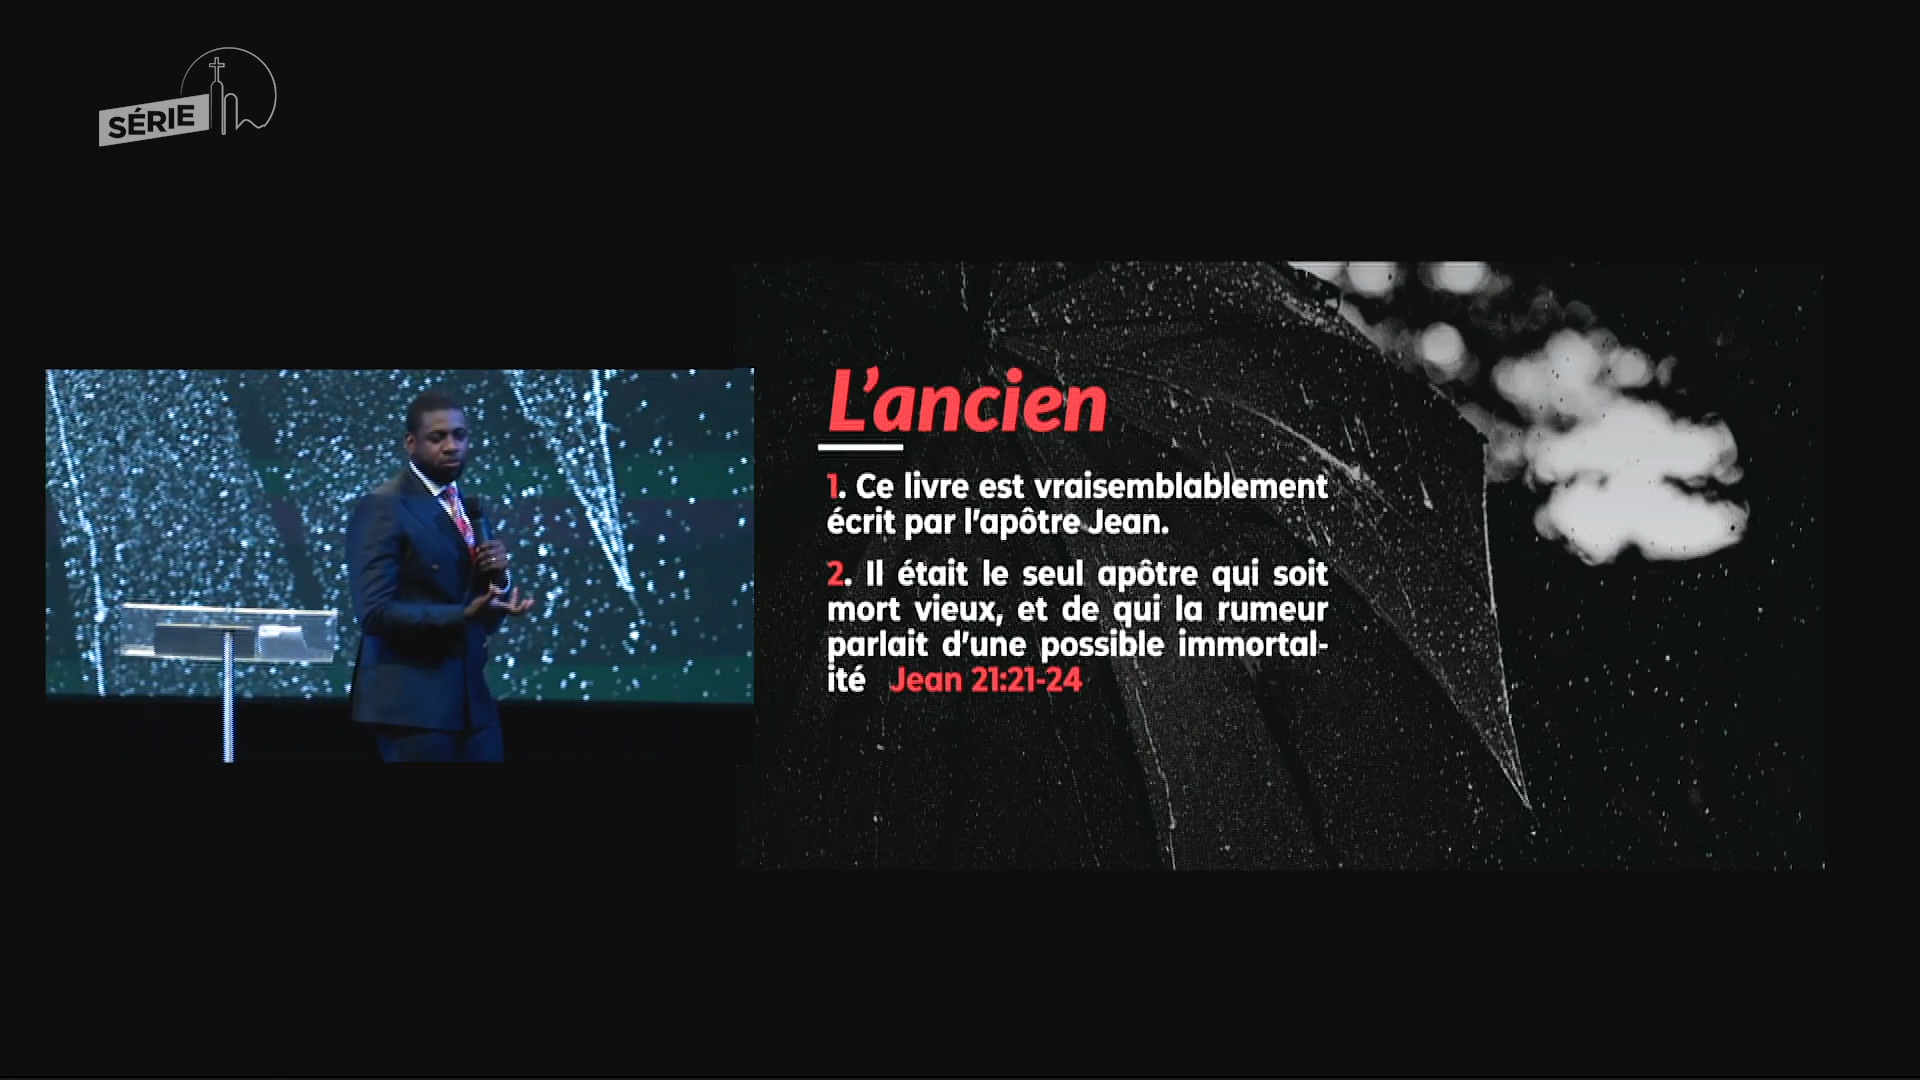 SÉRIE
L'ancien
1. Ce livre est vraisemblablement
écrit par l'apôtre Jean.
2. Il était le seul apôtre qui soit
mort vieux, et de qui la rumeur
parlait d'une possible immortal-
ité Jean 21:21-24